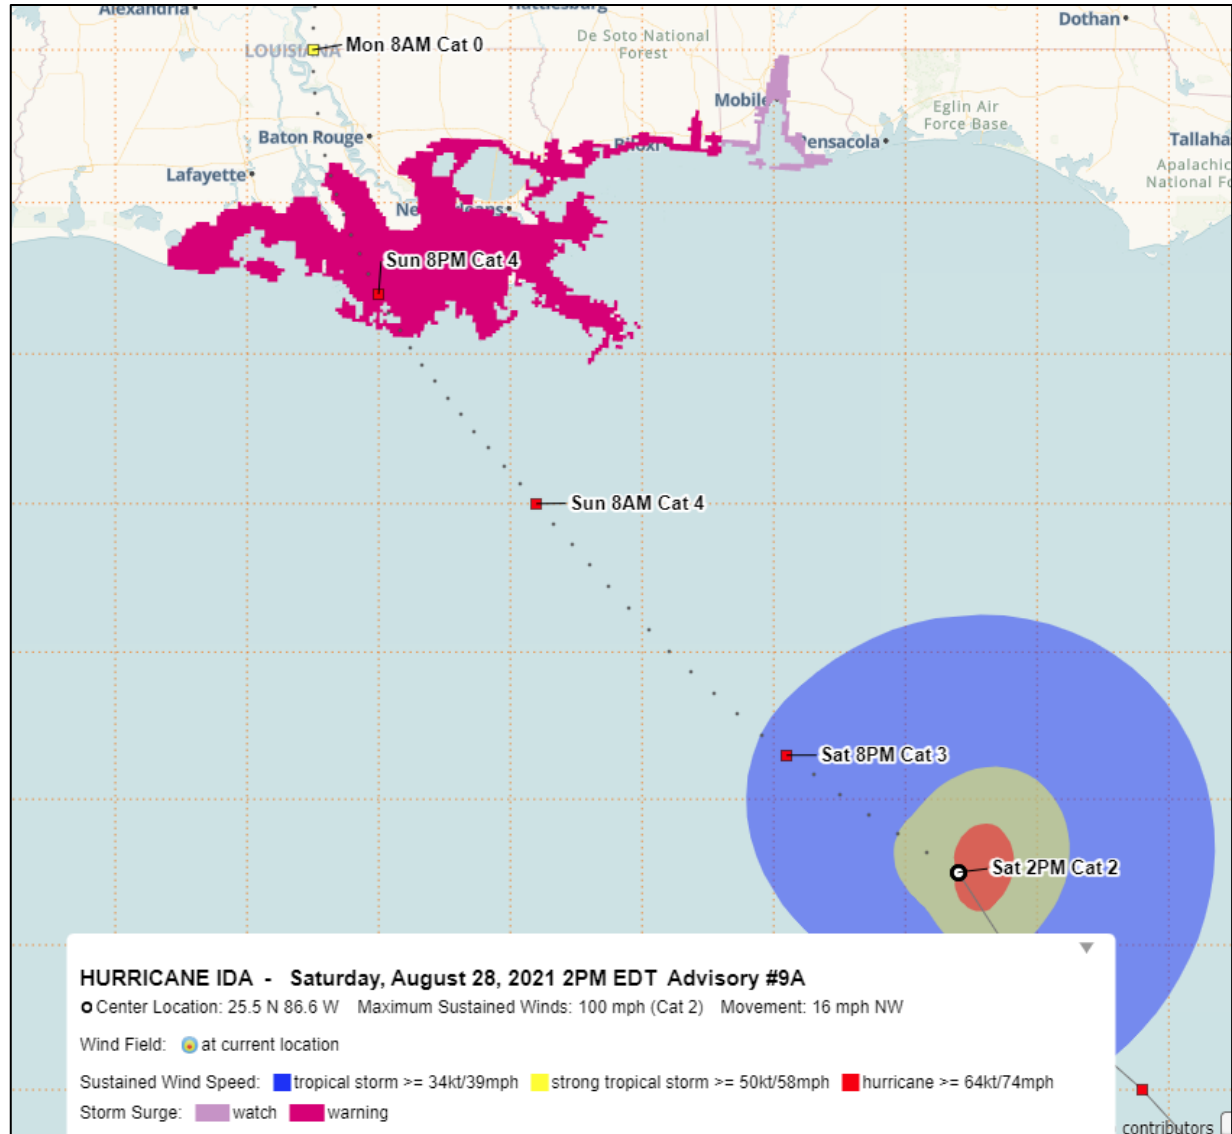 Alexandria
Hattiesburg
Dothan
Mon 8AM Cat 0
LOUISIANA
De Soto National
Forest
Mobile
Eglin Air
Force Base
Baton Rouge
Biloxi
Pensacola
Tallaha
Apalachic
National Fo
Lafayette
New Orleans
Sun 8PM Cat 4
Sun 8AM Cat 4
Sat 8PM Cat 3
Sat 2PM Cat 2
HURRICANE IDA - Saturday, August 28, 2021 2PM EDT Advisory #9A
Center Location: 25.5 N 86.6 W Maximum Sustained Winds: 100 mph (Cat 2) Movement: 16 mph NW
Wind Field: at current location
Sustained Wind Speed: tropical storm >= 34kt/39mph strong tropical storm >= 50kt/58mph hurricane >= 64kt/74mph
Storm Surge: watch warning
contributors